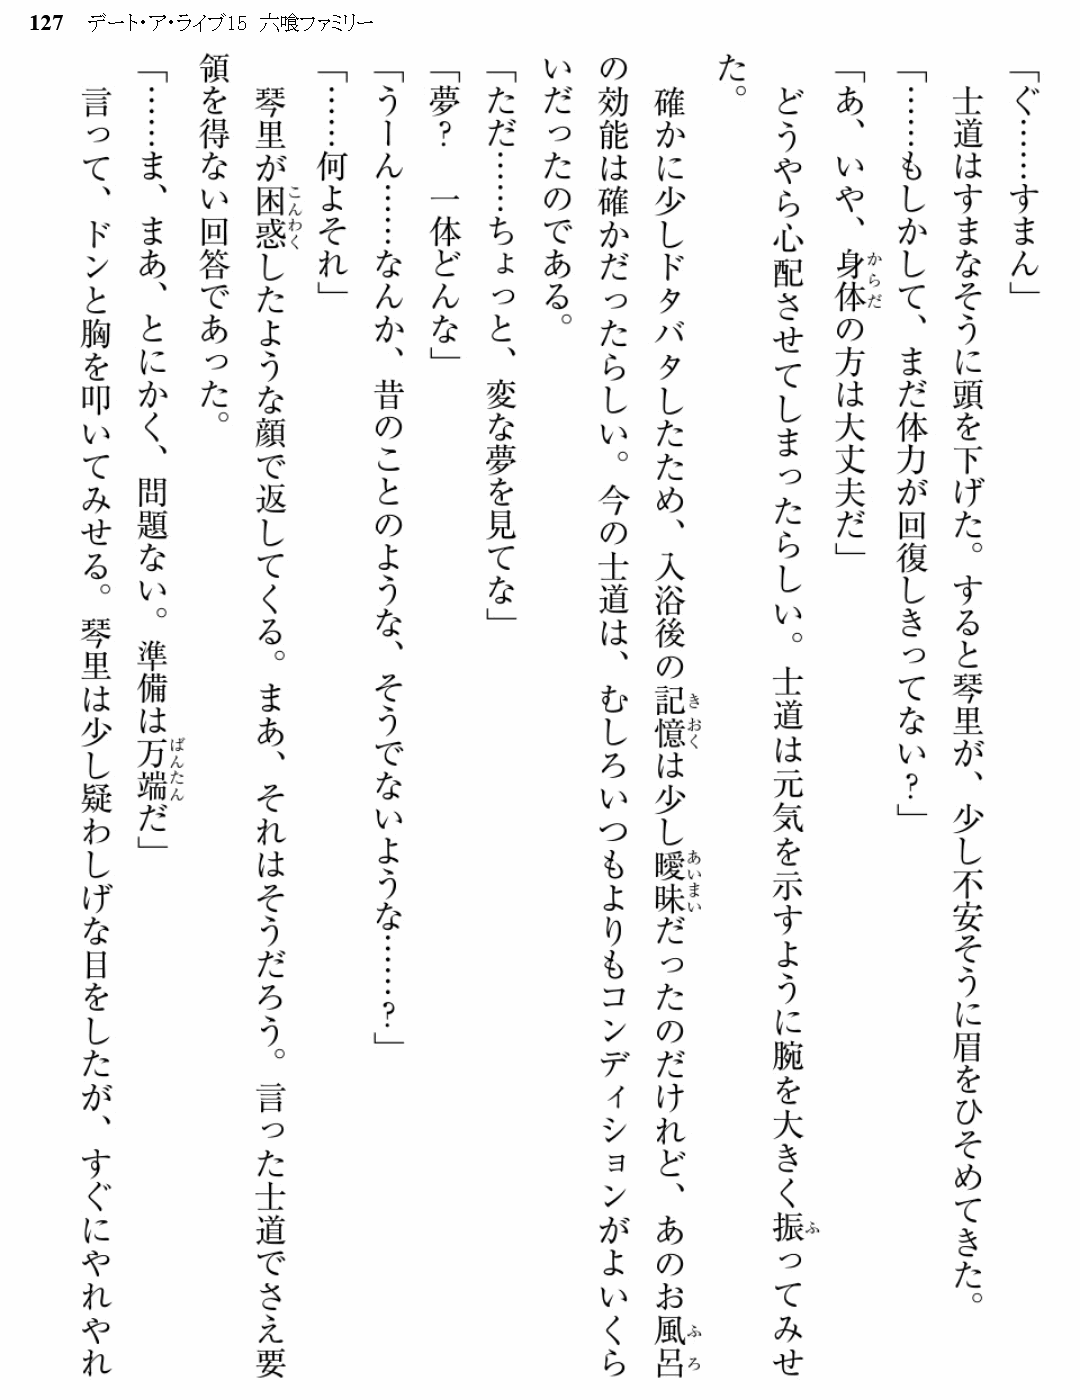 127 デート・ア・ライブ15 六喰ファミリー
「ぐ……すまん」
士道はすまなそうに頭を下げた。すると琴里が、少し不安そうに眉をひそめてきた。
「……もしかして、まだ体力が回復しきってない?」
「あ、いや、身体の方は大丈夫だ」
どうやら心配させてしまったらしい。士道は元気を示すように腕を大きく振ってみせ
た。
確かに少しドタバタしたため、入浴後の記憶は少し曖昧だったのだけれど、あのお風呂
の効能は確かだったらしい。今の士道は、むしろいつもよりもコンディションがよいくら
いだったのである。
「ただ……ちょっと、変な夢を見てな」
「夢? 一体どんな」
「うーん……なんか、昔のことのような、そうでないような……?」
「……何よそれ」
琴里が困惑したような顔で返してくる。まあ、それはそうだろう。言った士道でさえ要
領を得ない回答であった。
「……ま、まあ、とにかく、問題ない。準備は万端だ」
言って、ドンと胸を叩いてみせる。琴里は少し疑わしげな目をしたが、すぐにやれやれ